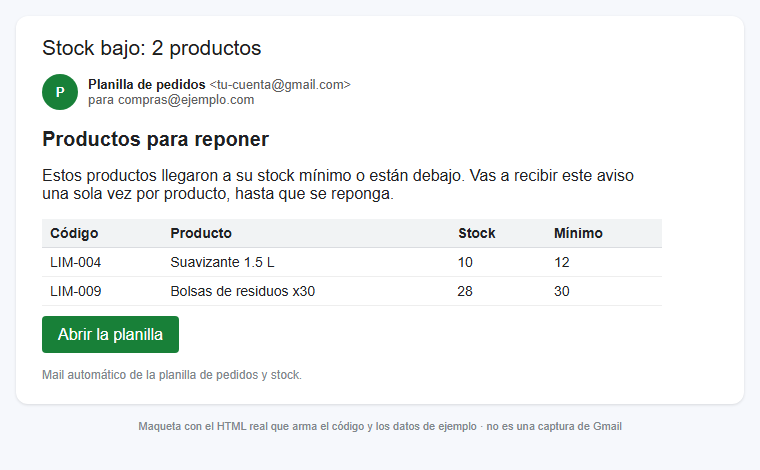 Stock bajo: 2 productos
P
Planilla de pedidos <tu-cuenta@gmail.com>
para compras@ejemplo.com
Productos para reponer
Estos productos llegaron a su stock mínimo o están debajo. Vas a recibir este aviso
una sola vez por producto, hasta que se reponga.
Código Producto Stock Mínimo
LIM-004 Suavizante 1.5 L 10 12
LIM-009 Bolsas de residuos x30 28 30
Abrir la planilla
Mail automático de la planilla de pedidos y stock.
Maqueta con el HTML real que arma el código y los datos de ejemplo · no es una captura de Gmail